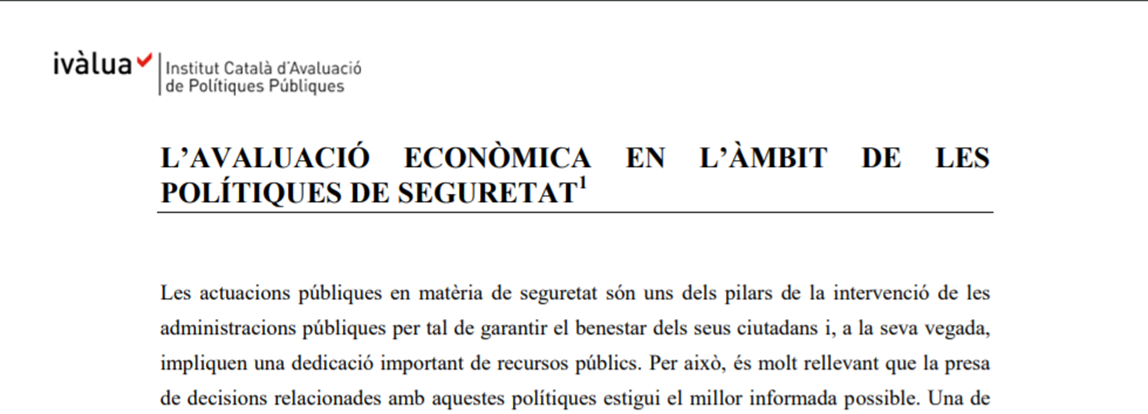 ivàlua
Institut Català d'Avaluació
de Polítiques Públiques
L'AVALUACIÓ ECONÒMICA EN L'ÀMBIT DE LES
POLÍTIQUES DE SEGURETAT1
Les actuacions públiques en matèria de seguretat són uns dels pilars de la intervenció de les
administracions públiques per tal de garantir el benestar dels seus ciutadans i, a la seva vegada,
impliquen una dedicació important de recursos públics. Per això, és molt rellevant que la presa
de decisions relacionades amb aquestes polítiques estigui el millor informada possible. Una de